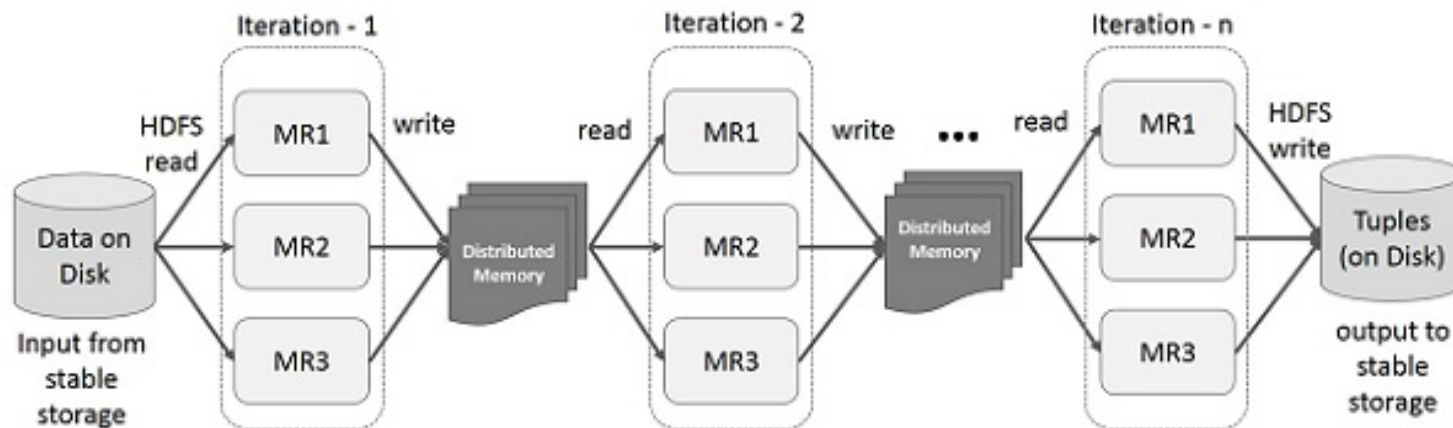 Iteration - 1
Iteration - 2
Iteration - n
HDFS
read
MR1
write
read
MR1
write
...
read
MR1
HDFS
write
Data on
Disk
MR2
Distributed
Memory
MR2
Distributed
Memory
MR2
Tuples
(on Disk)
Input from
stable
storage
MR3
MR3
MR3
output to
stable
storage